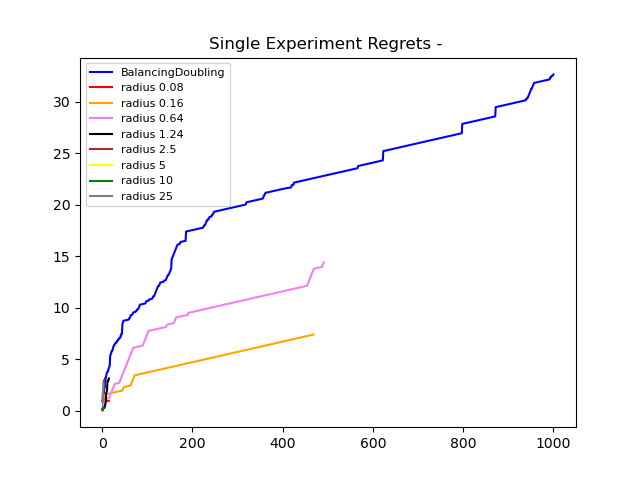 Single Experiment Regrets -
BalancingDoubling
radius 0.08
radius 0.16
radius 0.64
radius 1.24
radius 2.5
radius 5
radius 10
radius 25
30
25
20
15
10
5
0
0 200 400 600 800 1000